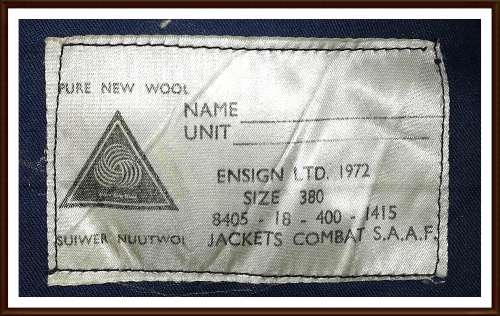 PURE NEW WOOL
NAME
UNIT
ENSIGN LTD. 1972
SIZE 380
8405 - 18 - 400 - 1415
SUIWER NUUTWOL
JACKETS COMBAT S.A.A.F.